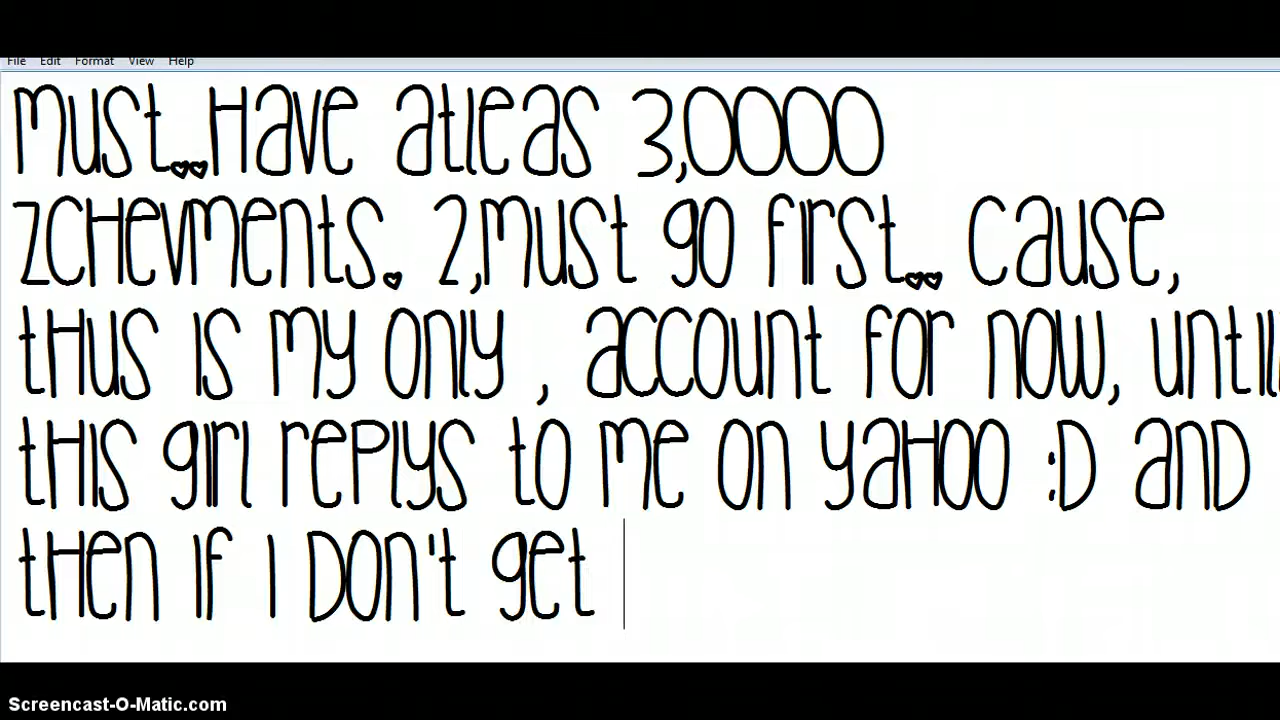 File Edit Format View Help
must..Have atleas 3,0000
zcHevments. 2,must go first.. cause,
tHus is my only , account for now, untill
tHis girl replys to me on yaHoo :D anD
tHen if i Don't get
Screencast-O-Matic.com